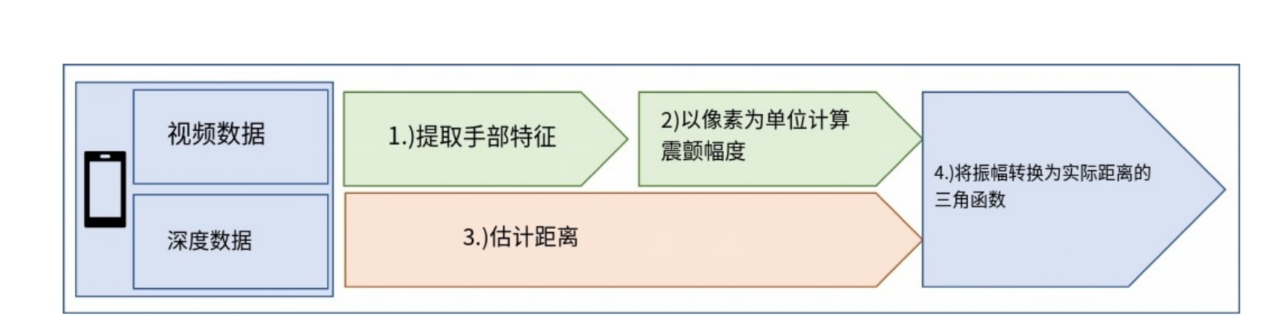 视频数据
1.)提取手部特征
2)以像素为单位计算
震颤幅度
深度数据
3.)估计距离
4.)将振幅转换为实际距离的
三角函数